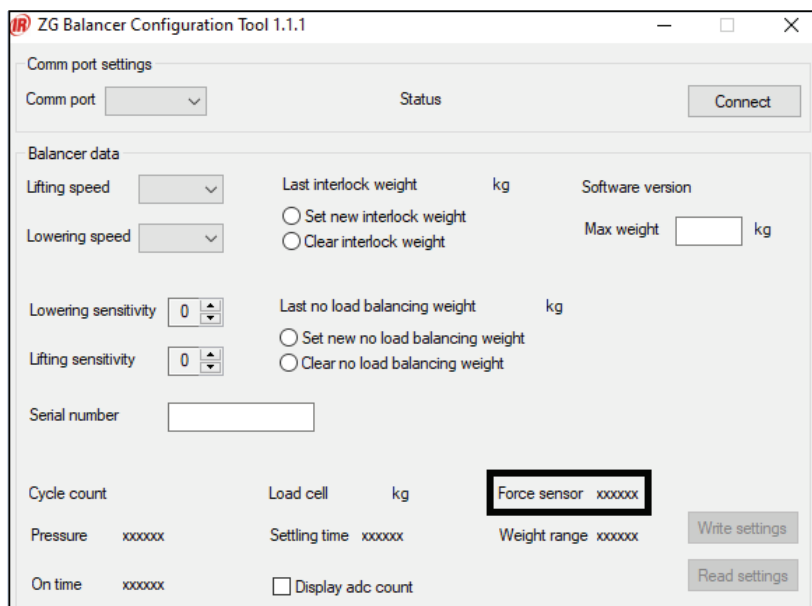 IR ZG Balancer Configuration Tool 1.1.1
Comm port settings
Comm port Status Connect
Balancer data
Lifting speed Last interlock weight kg Software version
Set new interlock weight
Lowering speed Clear interlock weight Max weight kg
Lowering sensitivity 0 Last no load balancing weight kg
Set new no load balancing weight
Lifting sensitivity 0 Clear no load balancing weight
Serial number
Cycle count Load cell kg Force sensor xxxxxx
Pressure xxxxxx Settling time xxxxxx Weight range xxxxxx Write settings
On time xxxxxx Display adc count Read settings